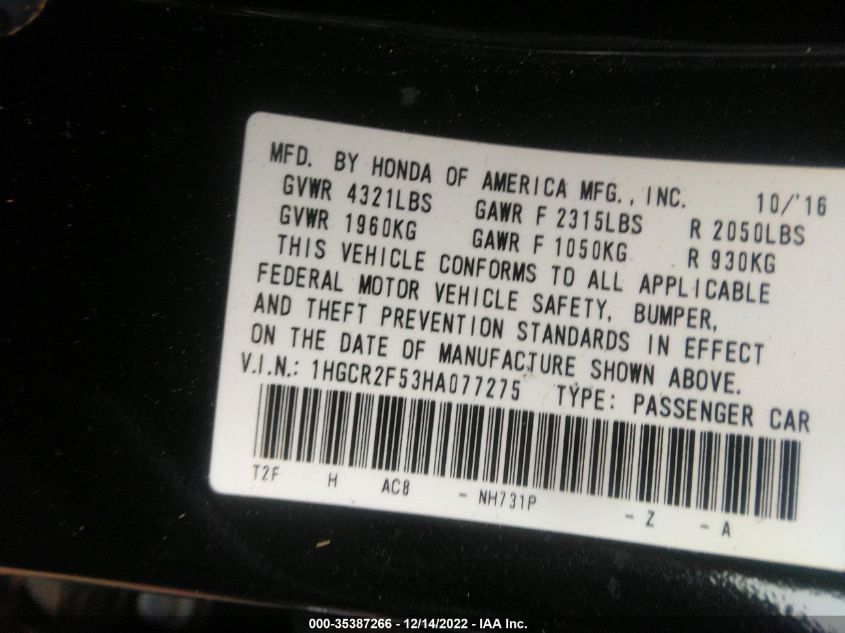 MFD. BY HONDA OF AMERICA MFG., INC. 10/'16
GVWR 4321LBS GAWR F 2315LBS R 2050LBS
GVWR 1960KG GAWR F 1050KG R 930KG
THIS VEHICLE CONFORMS TO ALL APPLICABLE
FEDERAL MOTOR VEHICLE SAFETY, BUMPER,
AND THEFT PREVENTION STANDARDS IN EFFECT
ON THE DATE OF MANUFACTURE SHOWN ABOVE.
V.I.N.: 1HGCR2F53HA077275 TYPE: PASSENGER CAR
T2F H AC8 - NH731P - Z - A
000-35387266 - 12/14/2022 - IAA Inc.